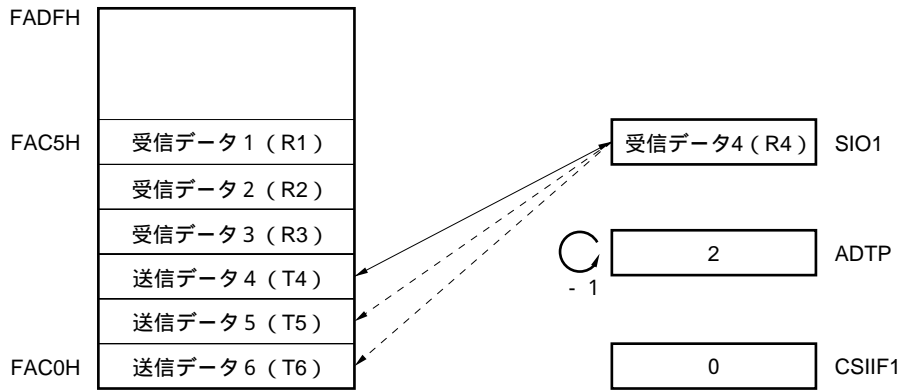 FADFH
FAC5H 受信データ1（R1） 受信データ4（R4） SIO1
受信データ2（R2）
受信データ3（R3）
送信データ4（T4） 2 ADTP
- 1
送信データ5（T5）
FAC0H 送信データ6（T6） 0 CSIIF1